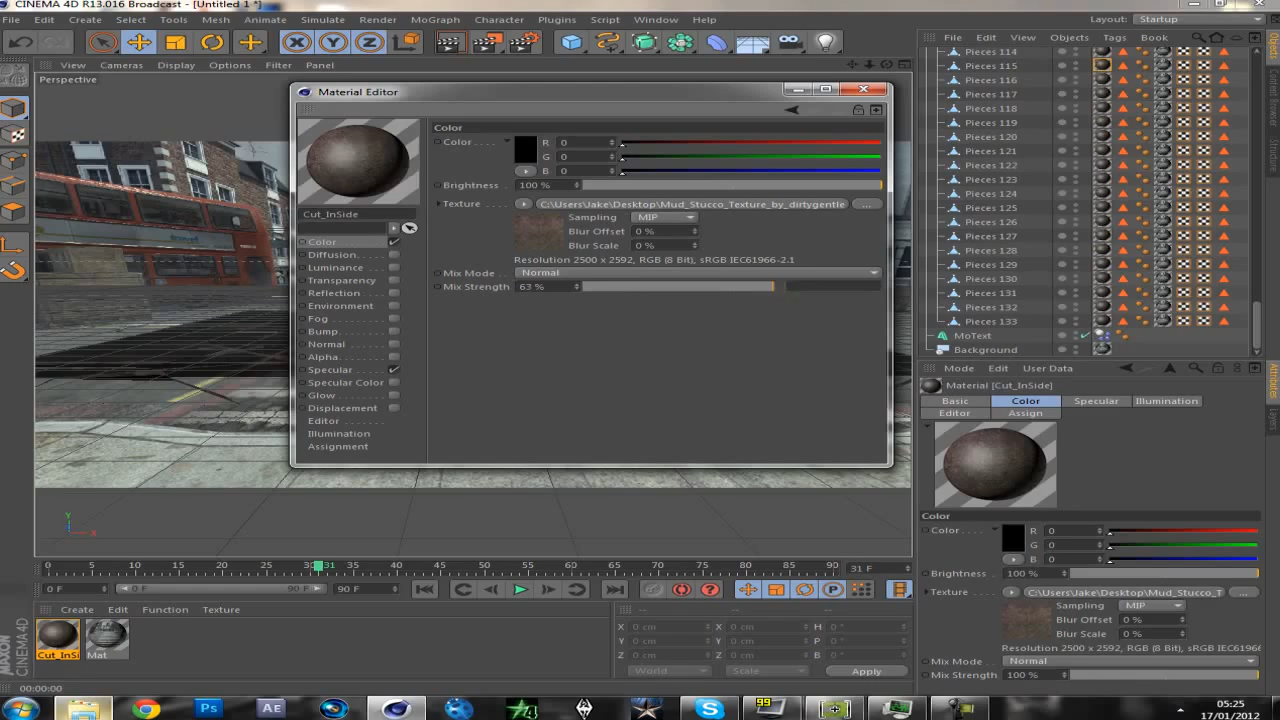 CINEMA 4D R13.016 Broadcast - [Untitled 1 *]
File Edit Create Select Tools Mesh Animate Simulate Render MoGraph Character Plugins Script Window Help
Layout: Startup
X Y Z
View Cameras Display Options Filter Panel
Perspective
File Edit View Objects Tags Book
Pieces 114
Pieces 115
Pieces 116
Pieces 117
Pieces 118
Pieces 119
Pieces 120
Pieces 121
Pieces 122
Pieces 123
Pieces 124
Pieces 125
Pieces 126
Pieces 127
Pieces 128
Pieces 129
Pieces 130
Pieces 131
Pieces 132
Pieces 133
MoText
Background
Objects
Content Browser
Structure
Material Editor
Cut_InSide
Color
Diffusion
Luminance
Transparency
Reflection
Environment
Fog
Bump
Normal
Alpha
Specular
Specular Color
Glow
Displacement
Editor
Illumination
Assignment
Color
Color R 0
G 0
B 0
Brightness 100 %
Texture C:\Users\Jake\Desktop\Mud_Stucco_Texture_by_dirtygentle ...
Sampling MIP
Blur Offset 0 %
Blur Scale 0 %
Resolution 2500 x 2592, RGB (8 Bit), sRGB IEC61966-2.1
Mix Mode Normal
Mix Strength 63 %
Mode Edit User Data
Attributes
Layers
Material [Cut_InSide]
Basic Color Specular Illumination
Editor Assign
Color
Color R 0
G 0
B 0
Brightness 100 %
Texture C:\Users\Jake\Desktop\Mud_Stucco_T ...
Sampling MIP
Blur Offset 0 %
Blur Scale 0 %
Resolution 2500 x 2592, RGB (8 Bit), sRGB IEC61966
Mix Mode Normal
Mix Strength 100 %
Y
X
0 5 10 15 20 25 30 31 35 40 45 50 55 60 65 70 75 80 85 90 31 F
0 F 0 F 90 F 90 F
Create Edit Function Texture
Cut_InSi Mat
-- -- --
X 0 cm X 0 cm H 0 °
Y 0 cm Y 0 cm P 0 °
Z 0 cm Z 0 cm B 0 °
World Scale Apply
MAXON CINEMA 4D
00:00:00
Ps Ae 99
05:25
17/01/2012